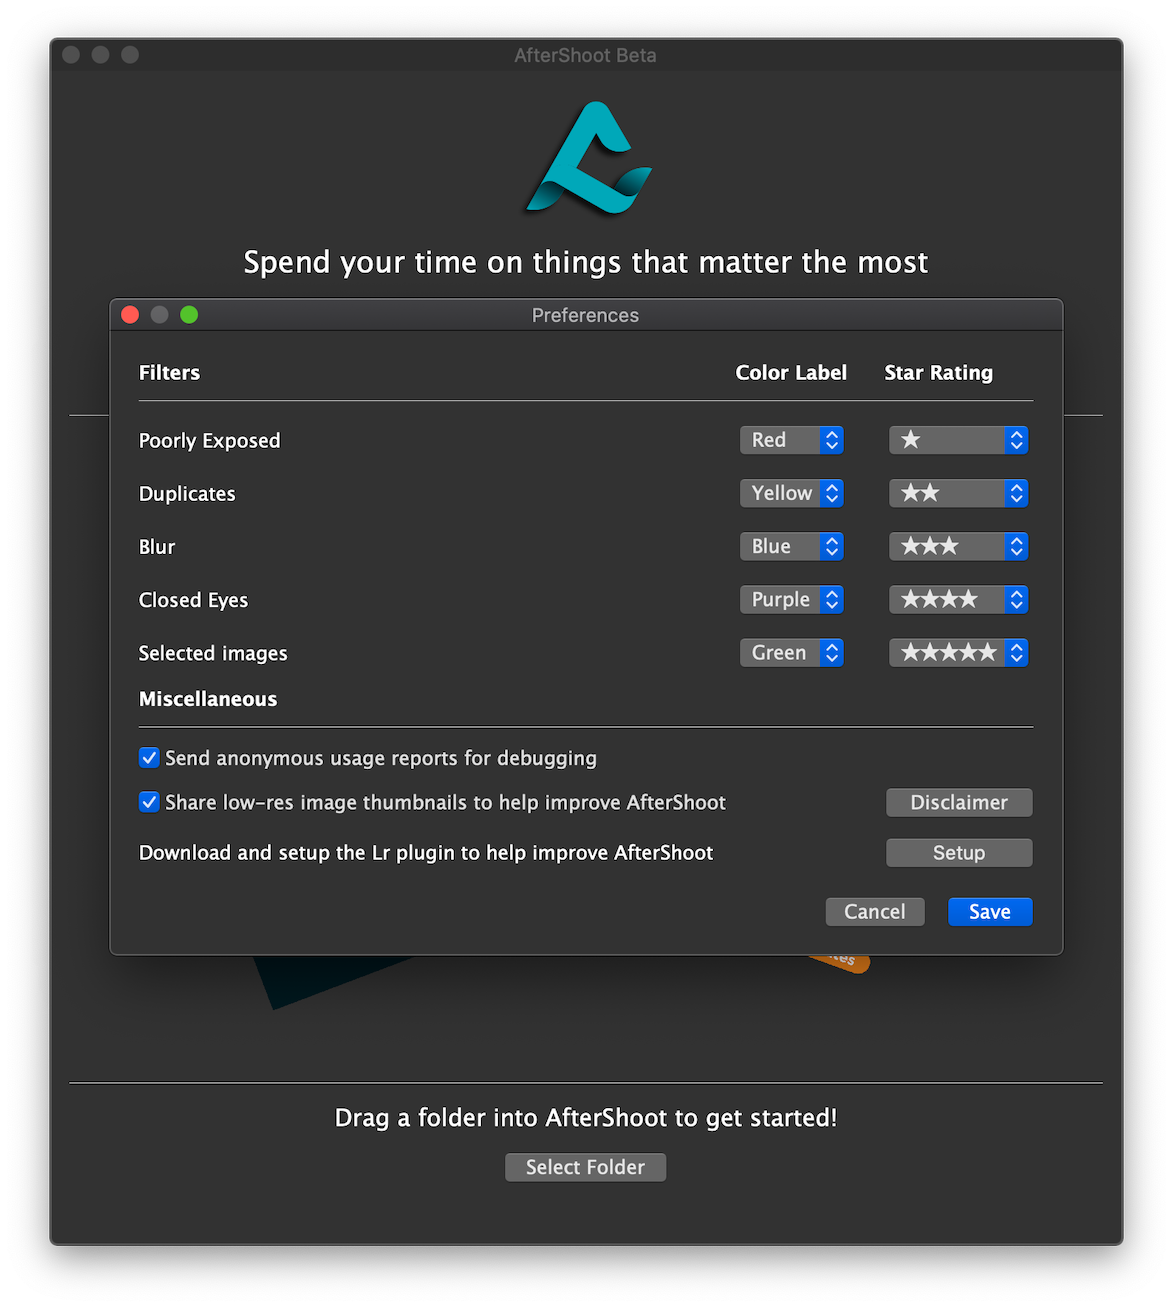 AfterShoot Beta
Spend your time on things that matter the most
Preferences
Filters Color Label Star Rating
Poorly Exposed Red ★
Duplicates Yellow ★★
Blur Blue ★★★
Closed Eyes Purple ★★★★
Selected images Green ★★★★★
Miscellaneous
Send anonymous usage reports for debugging
Share low-res image thumbnails to help improve AfterShoot Disclaimer
Download and setup the Lr plugin to help improve AfterShoot Setup
Cancel Save
Drag a folder into AfterShoot to get started!
Select Folder